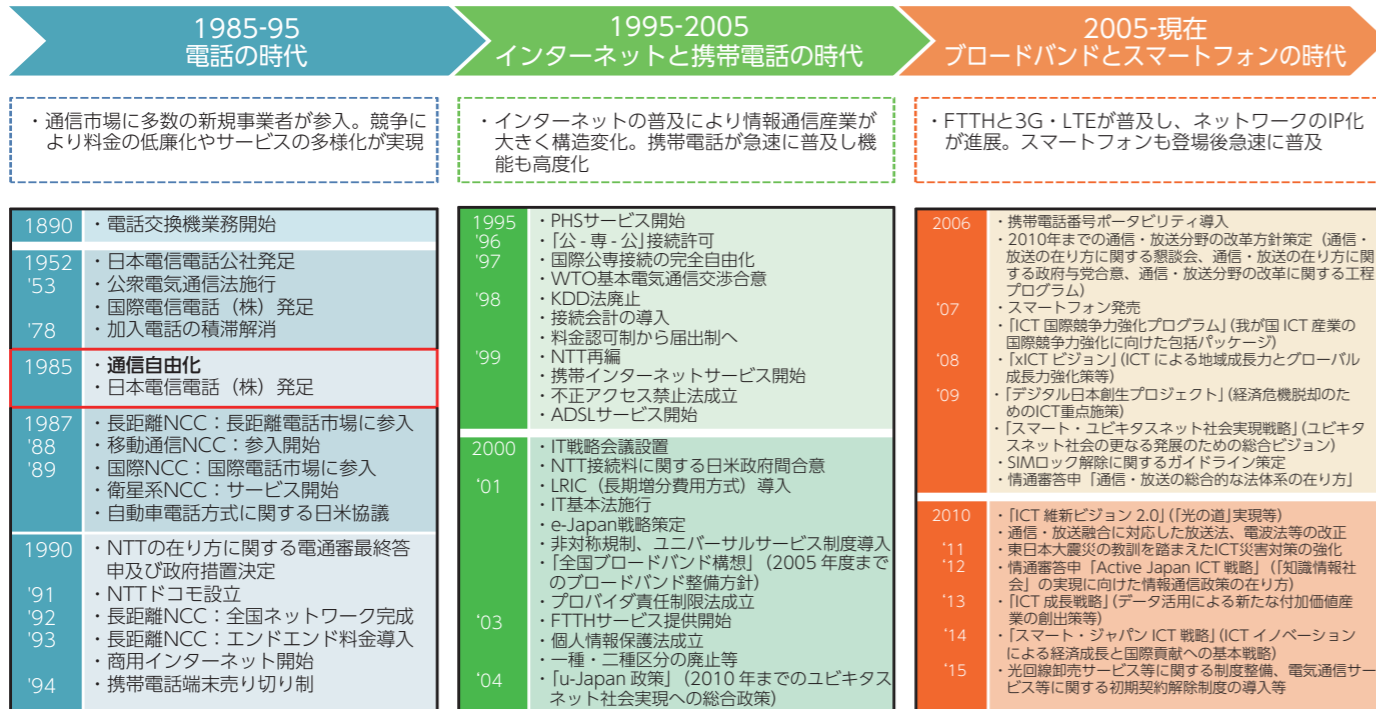 1985-95
電話の時代
1995-2005
インターネットと携帯電話の時代
2005-現在
ブロードバンドとスマートフォンの時代
・通信市場に多数の新規事業者が参入。競争に
より料金の低廉化やサービスの多様化が実現
・インターネットの普及により情報通信産業が
大きく構造変化。携帯電話が急速に普及し機
能も高度化
・FTTHと3G・LTEが普及し、ネットワークのIP化
が進展。スマートフォンも登場後急速に普及
1890 ・電話交換機業務開始
1952 ・日本電信電話公社発足
'53 ・公衆電気通信法施行
・国際電信電話（株）発足
'78 ・加入電話の積滞解消
1985 ・通信自由化
・日本電信電話（株）発足
1987 ・長距離NCC：長距離電話市場に参入
'88 ・移動通信NCC：参入開始
'89 ・国際NCC：国際電話市場に参入
・衛星系NCC：サービス開始
・自動車電話方式に関する日米協議
1990 ・NTTの在り方に関する電通審最終答
申及び政府措置決定
'91 ・NTTドコモ設立
'92 ・長距離NCC：全国ネットワーク完成
'93 ・長距離NCC：エンドエンド料金導入
・商用インターネット開始
'94 ・携帯電話端末売り切り制
1995 ・PHSサービス開始
'96 ・「公‐専‐公」接続許可
'97 ・国際公専接続の完全自由化
・WTO基本電気通信交渉合意
'98 ・KDD法廃止
・接続会計の導入
・料金認可制から届出制へ
'99 ・NTT再編
・携帯インターネットサービス開始
・不正アクセス禁止法成立
・ADSLサービス開始
2000 ・IT戦略会議設置
・NTT接続料に関する日米政府間合意
'01 ・LRIC（長期増分費用方式）導入
・IT基本法施行
・e-Japan戦略策定
・非対称規制、ユニバーサルサービス制度導入
・「全国ブロードバンド構想」（2005年度まで
のブロードバンド整備方針）
・プロバイダ責任制限法成立
'03 ・FTTHサービス提供開始
・個人情報保護法成立
・一種・二種区分の廃止等
'04 ・「u-Japan 政策」（2010年までのユビキタス
ネット社会実現への総合政策）
2006 ・携帯電話番号ポータビリティ導入
・2010年までの通信・放送分野の改革方針策定（通信・
放送の在り方に関する懇談会、通信・放送の在り方に関
する政府与党合意、通信・放送分野の改革に関する工程
プログラム）
'07 ・スマートフォン発売
・「ICT 国際競争力強化プログラム」（我が国 ICT 産業の
国際競争力強化に向けた包括パッケージ）
'08 ・「xICT ビジョン」（ICT による地域成長力とグローバル
成長力強化策等）
'09 ・「デジタル日本創生プロジェクト」（経済危機脱却のた
めのICT重点施策）
・「スマート・ユビキタスネット社会実現戦略」（ユビキタ
スネット社会の更なる発展のための総合ビジョン）
・SIMロック解除に関するガイドライン策定
・情通審答申「通信・放送の総合的な法体系の在り方」
2010 ・「ICT 維新ビジョン 2.0」（「光の道」実現等）
・通信・放送融合に対応した放送法、電波法等の改正
'11 ・東日本大震災の教訓を踏まえたICT災害対策の強化
'12 ・情通審答申「Active Japan ICT 戦略」（「知識情報社
会」の実現に向けた情報通信政策の在り方）
'13 ・「ICT 成長戦略」（データ活用による新たな付加価値産
業の創出策等）
'14 ・「スマート・ジャパン ICT 戦略」（ICT イノベーション
による経済成長と国際貢献への基本戦略）
'15 ・光回線卸売サービス等に関する制度整備、電気通信サー
ビス等に関する初期契約解除制度の導入等